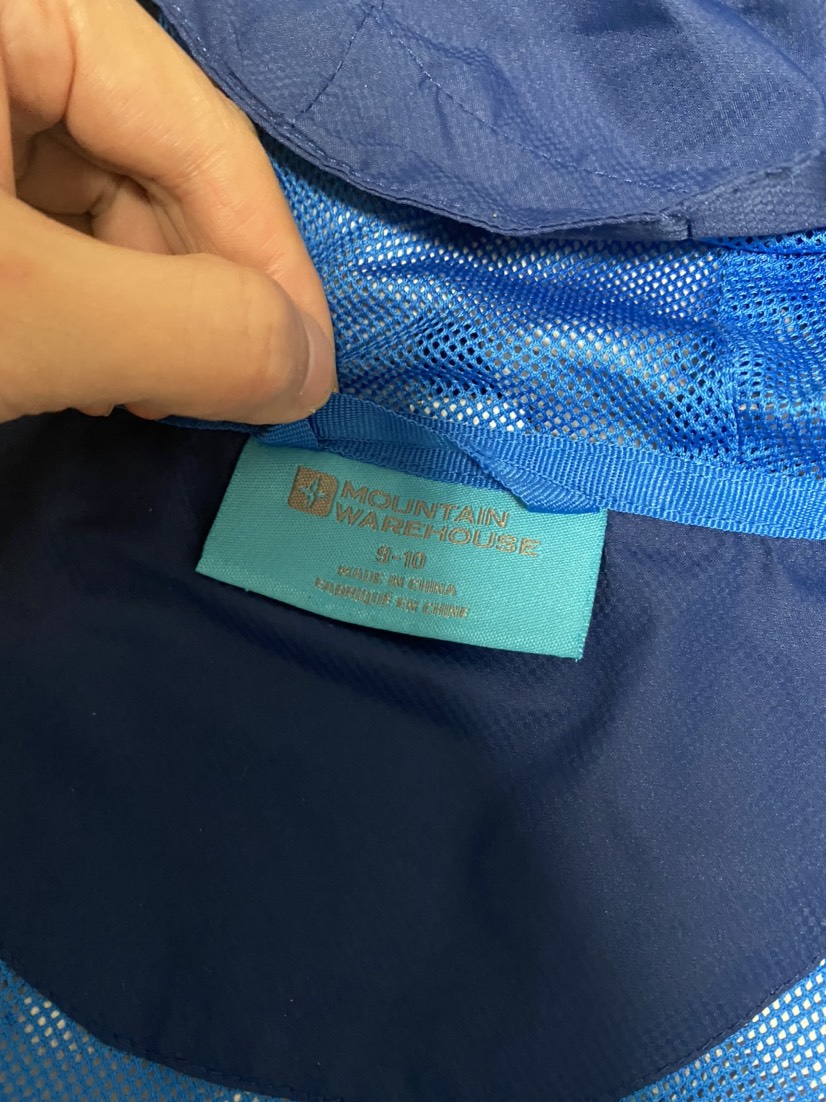 MOUNTAIN
WAREHOUSE
9-10
MADE IN CHINA
FABRIQUÉ EN CHINE